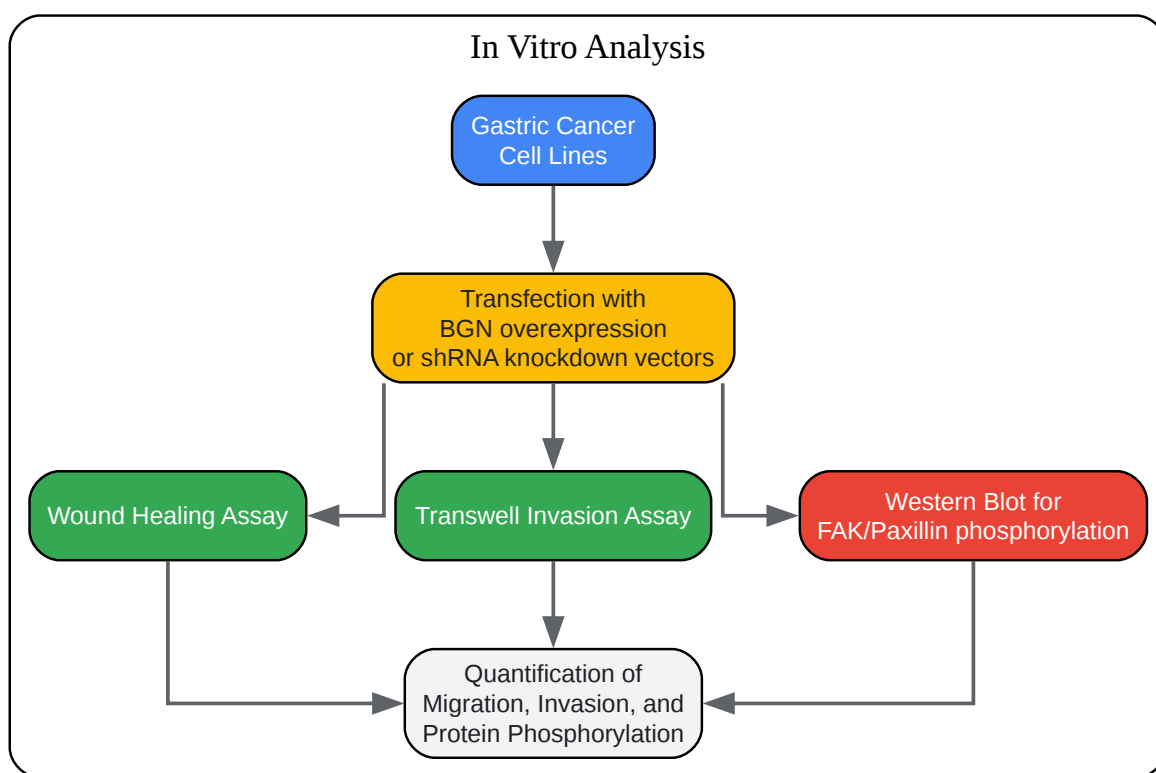 In Vitro Analysis
Gastric Cancer
Cell Lines
Transfection with
BGN overexpression
or shRNA knockdown vectors
Wound Healing Assay
Transwell Invasion Assay
Western Blot for
FAK/Paxillin phosphorylation
Quantification of
Migration, Invasion, and
Protein Phosphorylation